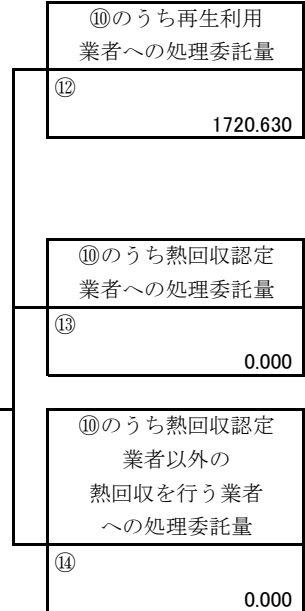 ⑩のうち再生利用
業者への処理委託量
⑫
1720.630
⑩のうち熱回収認定
業者への処理委託量
⑬
0.000
⑩のうち熱回収認定
業者以外の
熱回収を行う業者
への処理委託量
⑭
0.000